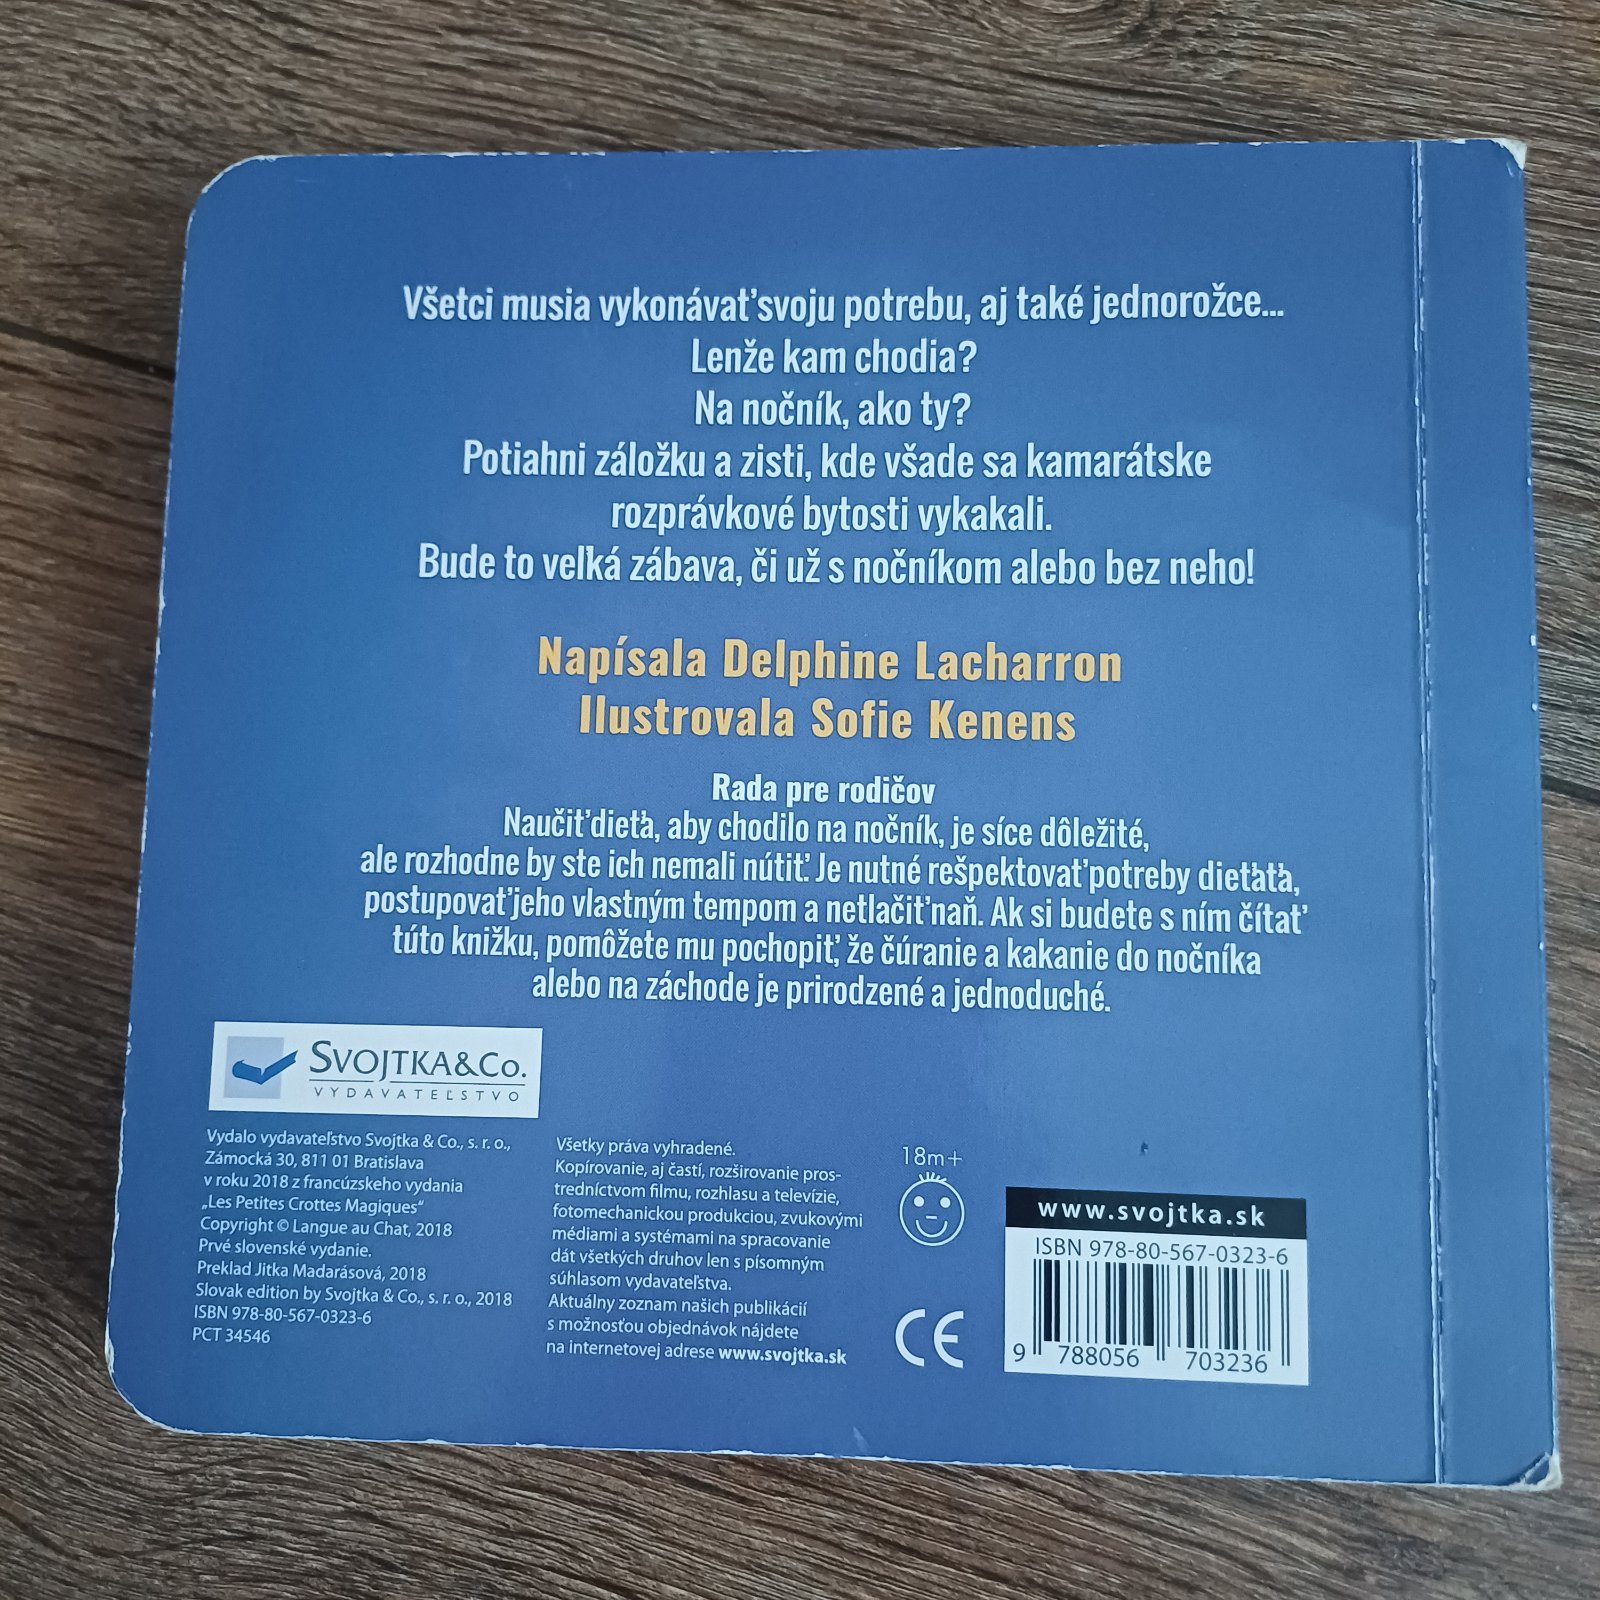 Všetci musia vykonávať svoju potrebu, aj také jednorožce...
Lenže kam chodia?
Na nočník, ako ty?
Potiahni záložku a zisti, kde všade sa kamarátske
rozprávkové bytosti vykakali.
Bude to veľká zábava, či už s nočníkom alebo bez neho!
Napísala Delphine Lacharron
Ilustrovala Sofie Kenens
Rada pre rodičov
Naučiť dieťa, aby chodilo na nočník, je síce dôležité,
ale rozhodne by ste ich nemali nútiť. Je nutné rešpektovať potreby dieťaťa,
postupovať jeho vlastným tempom a netlačiť naň. Ak si budete s ním čítať
túto knižku, pomôžete mu pochopiť, že čúranie a kakanie do nočníka
alebo na záchode je prirodzené a jednoduché.
SVOJTKA&CO.
VYDAVATEĽSTVO
Vydalo vydavateľstvo Svojtka & Co., s. r. o.,
Zámocká 30, 811 01 Bratislava
v roku 2018 z francúzskeho vydania
„Les Petites Crottes Magiques“
Copyright © Langue au Chat, 2018
Prvé slovenské vydanie.
Preklad Jitka Madarásová, 2018
Slovak edition by Svojtka & Co., s. r. o., 2018
ISBN 978-80-567-0323-6
PCT 34546
Všetky práva vyhradené.
Kopírovanie, aj častí, rozširovanie pros-
tredníctvom filmu, rozhlasu a televízie,
fotomechanickou produkciou, zvukovými
médiami a systémami na spracovanie
dát všetkých druhov len s písomným
súhlasom vydavateľstva.
Aktuálny zoznam našich publikácií
s možnosťou objednávok nájdete
na internetovej adrese www.svojtka.sk
18m+
CE
www.svojtka.sk
ISBN 978-80-567-0323-6
9 788056 703236